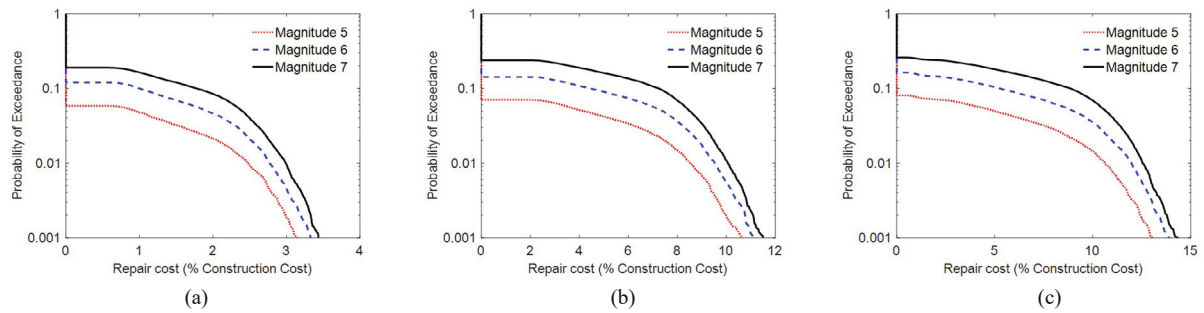 1
0.1
0.01
0.001
Probability of Exceedance
Magnitude 5
Magnitude 6
Magnitude 7
0 1 2 3 4
Repair cost (% Construction Cost)
(a)
1
0.1
0.01
0.001
Probability of Exceedance
Magnitude 5
Magnitude 6
Magnitude 7
0 2 4 6 8 10 12
Repair cost (% Construction Cost)
(b)
1
0.1
0.01
0.001
Probability of Exceedance
Magnitude 5
Magnitude 6
Magnitude 7
0 5 10 15
Repair cost (% Construction Cost)
(c)